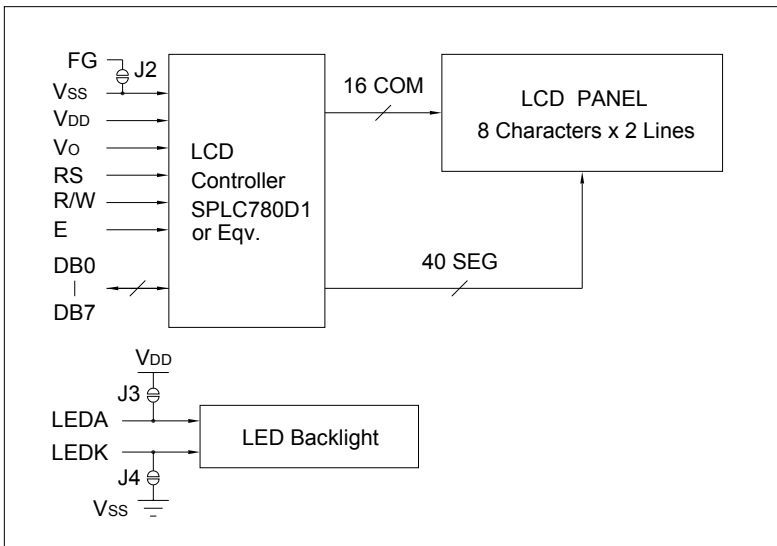 FG
J2
VSS
VDD
VO
RS
R/W
E
DB0
DB7
LCD
Controller
SPLC780D1
or Eqv.
16 COM
40 SEG
LCD PANEL
8 Characters x 2 Lines
VDD
J3
LEDA
LEDK
J4
VSS
LED Backlight